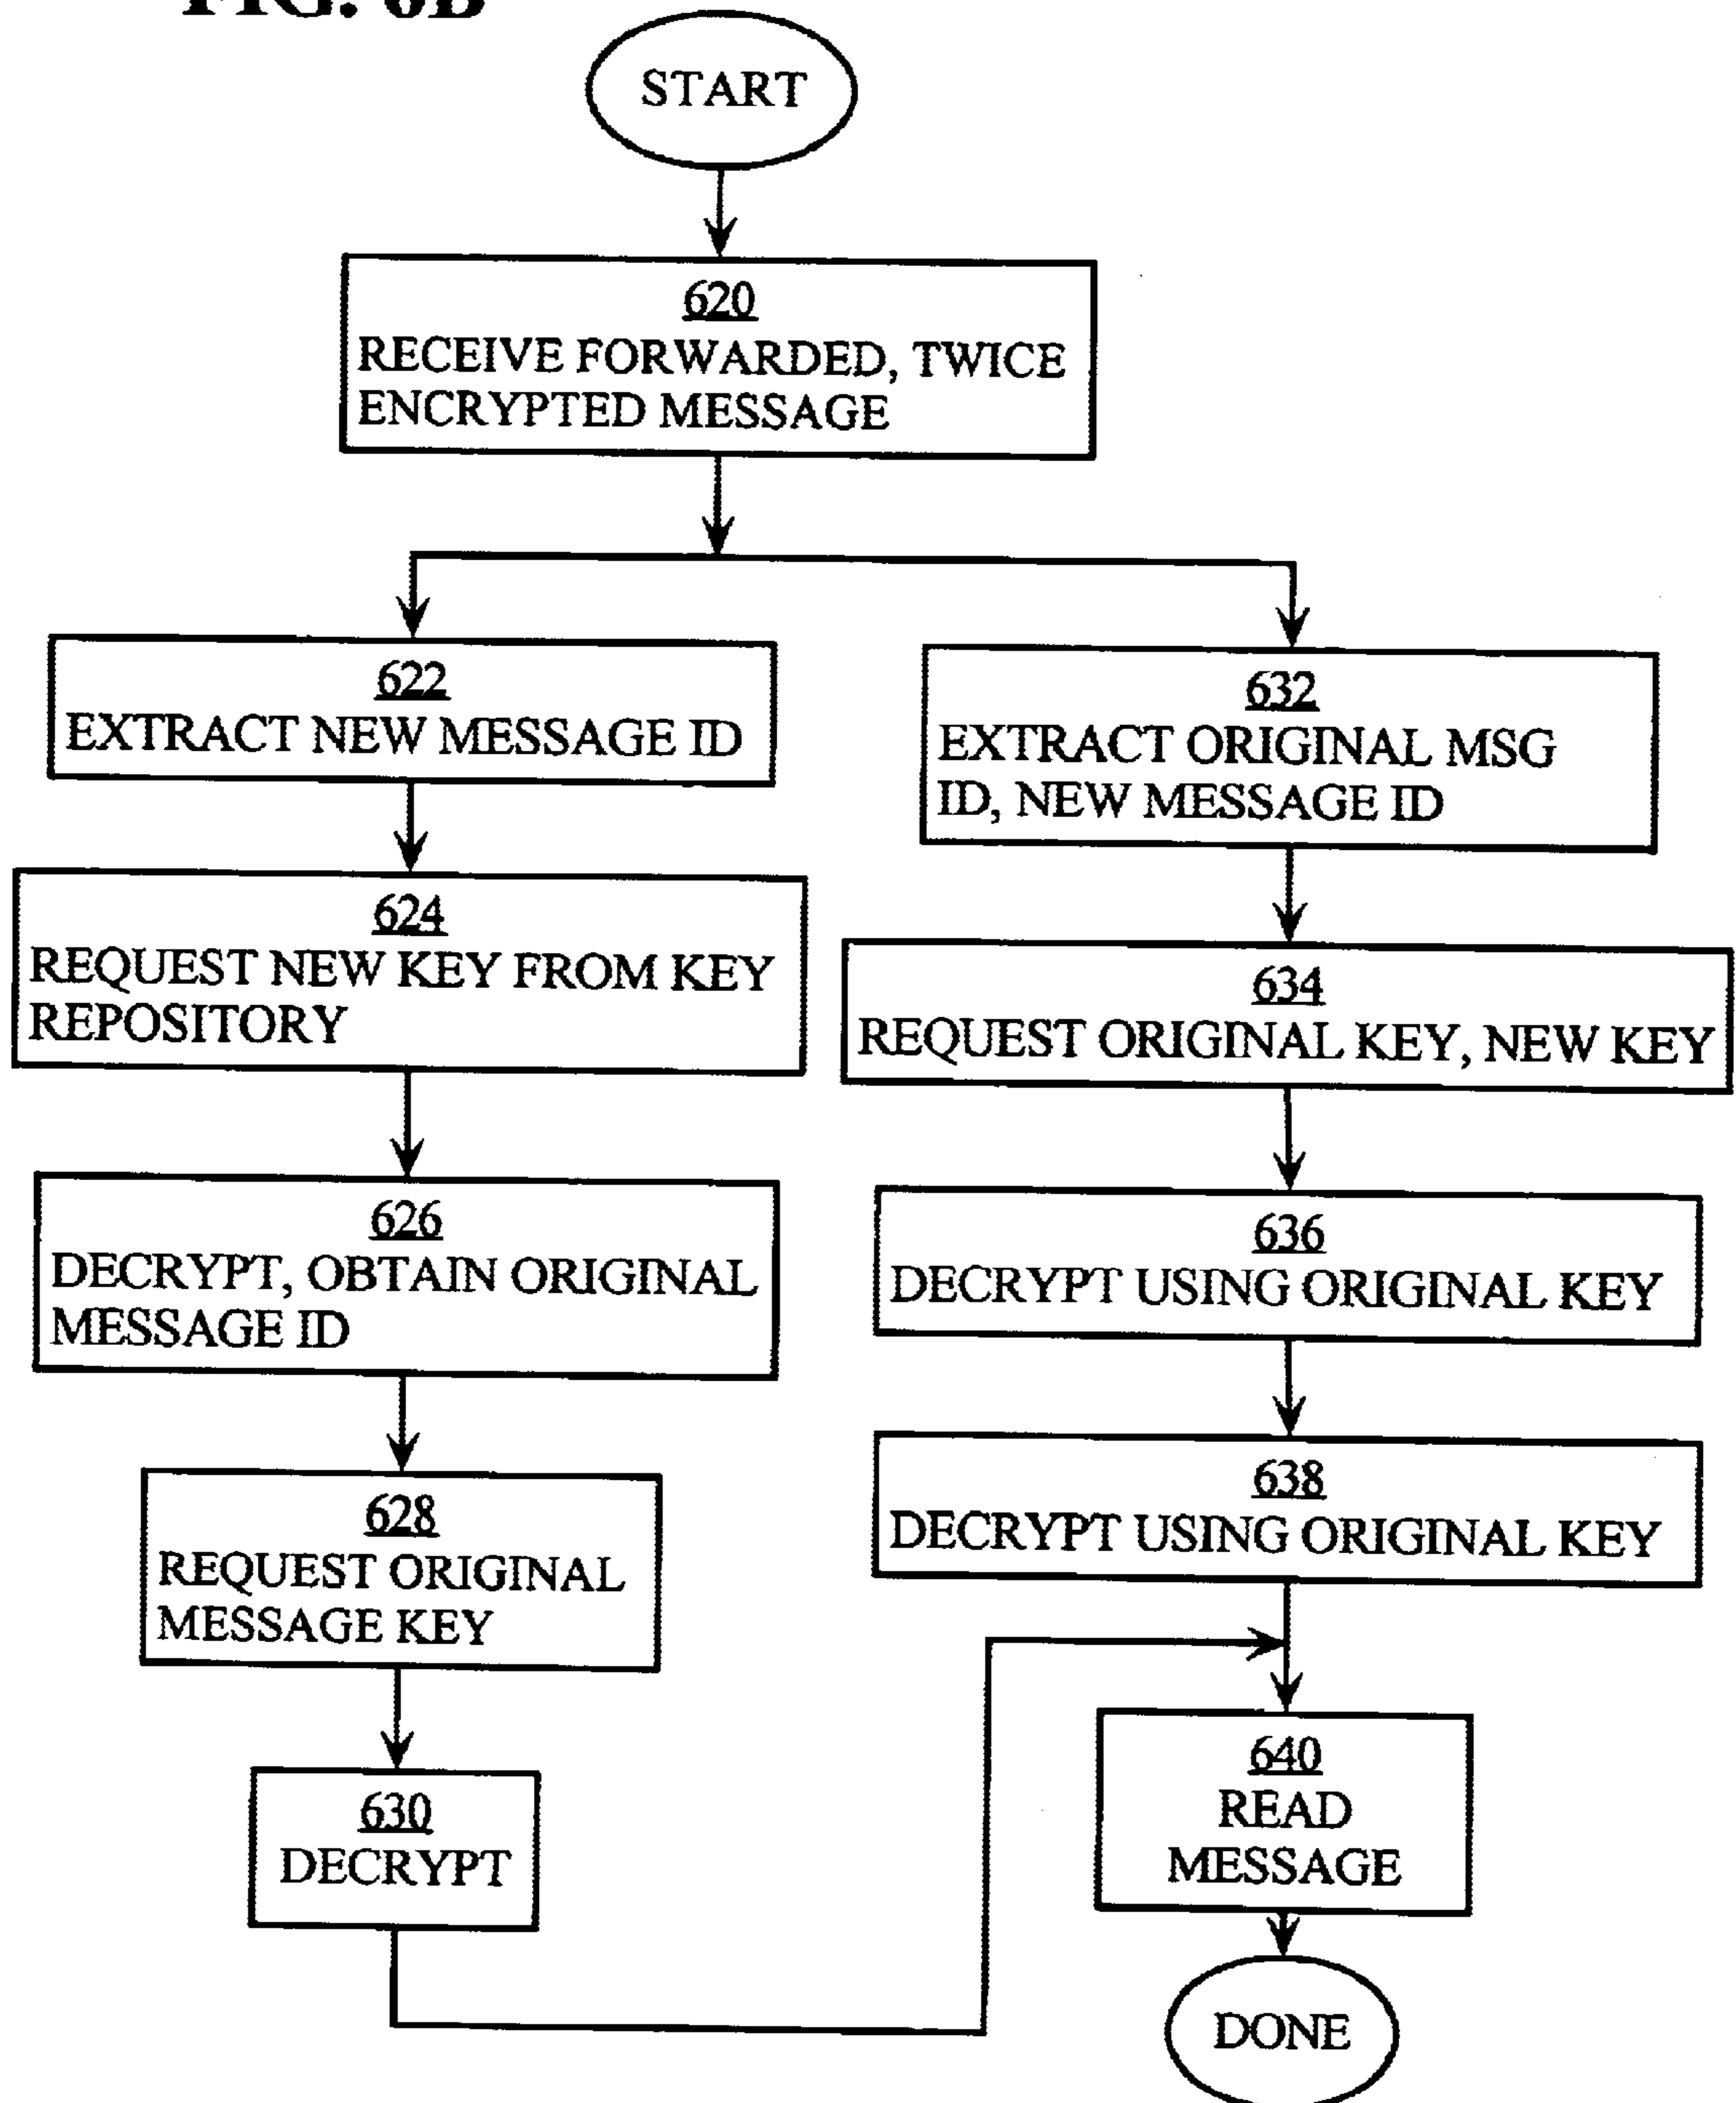 FIG. 6B
START
620
RECEIVE FORWARDED, TWICE
ENCRYPTED MESSAGE
622
EXTRACT NEW MESSAGE ID
624
REQUEST NEW KEY FROM KEY
REPOSITORY
626
DECRYPT, OBTAIN ORIGINAL
MESSAGE ID
628
REQUEST ORIGINAL
MESSAGE KEY
630
DECRYPT
632
EXTRACT ORIGINAL MSG
ID, NEW MESSAGE ID
634
REQUEST ORIGINAL KEY, NEW KEY
636
DECRYPT USING ORIGINAL KEY
638
DECRYPT USING ORIGINAL KEY
640
READ
MESSAGE
DONE